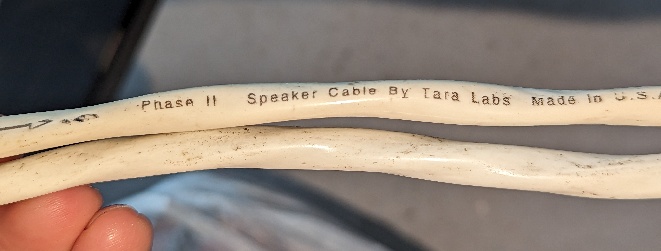 Phase II Speaker Cable By Tara Labs Made In U.S.A